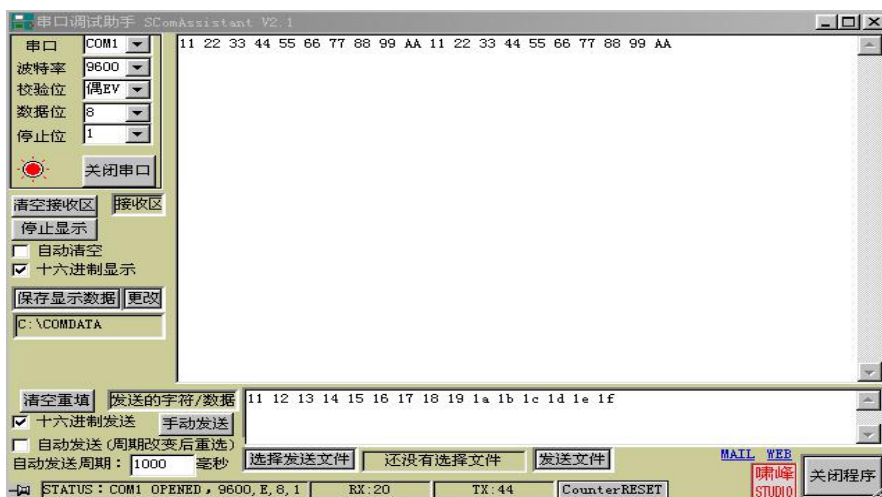 串口调试助手 SComAssistant V2.1
串口 COM1
波特率 9600
校验位 偶EV
数据位 8
停止位 1
关闭串口
11 22 33 44 55 66 77 88 99 AA 11 22 33 44 55 66 77 88 99 AA
清空接收区 接收区
停止显示
自动清空
十六进制显示
保存显示数据 更改
C:\COMDATA
清空重填 发送的字符/数据 11 12 13 14 15 16 17 18 19 1a 1b 1c 1d 1e 1f
十六进制发送 手动发送
自动发送(周期改变后重选)
自动发送周期: 1000 毫秒 选择发送文件 还没有选择文件 发送文件
MAIL WEB
啸峰
STUDIO
关闭程序
STATUS:COM1 OPENED,9600,E,8,1 RX:20 TX:44 CounterRESET